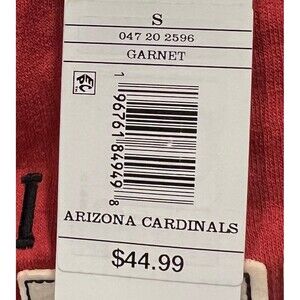 S
047 20 2596
GARNET
1 96761 84949 8
ARIZONA CARDINALS
$44.99